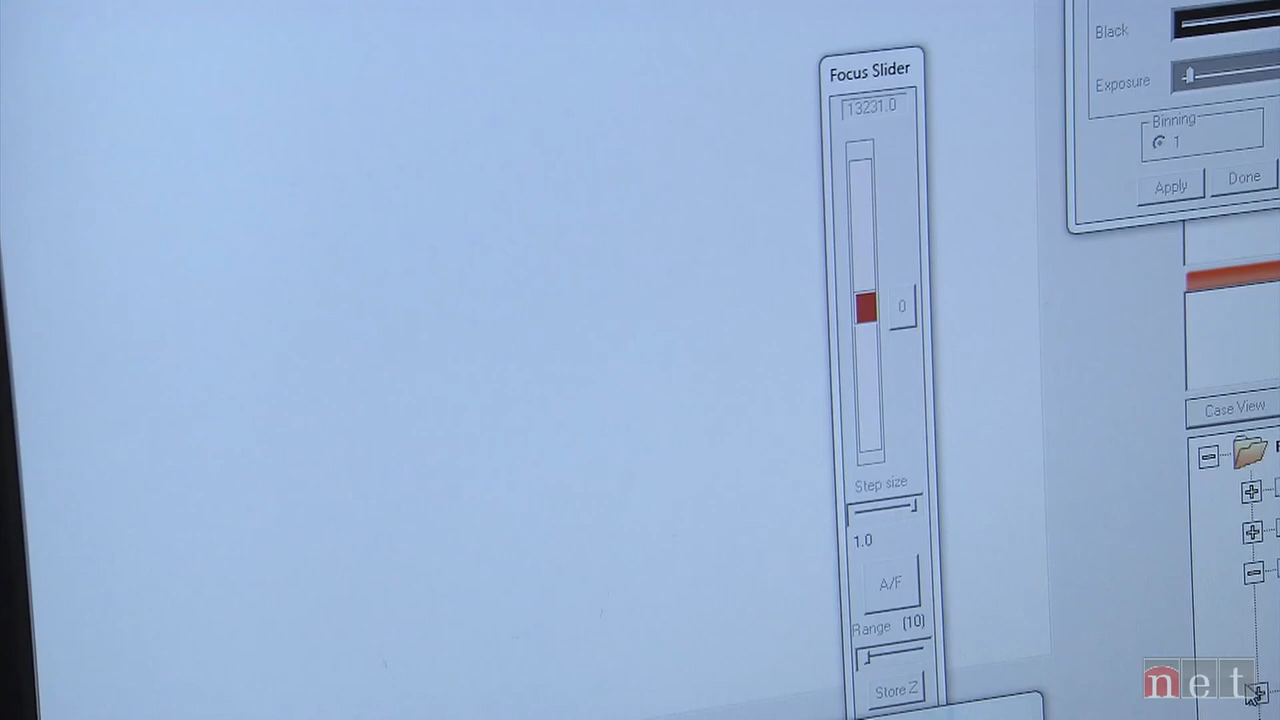 Focus Slider
13231.0
0
Step size
1.0
A/F
Range (10)
Store Z
Black
Exposure
Binning
1
Apply Done
Case View
net